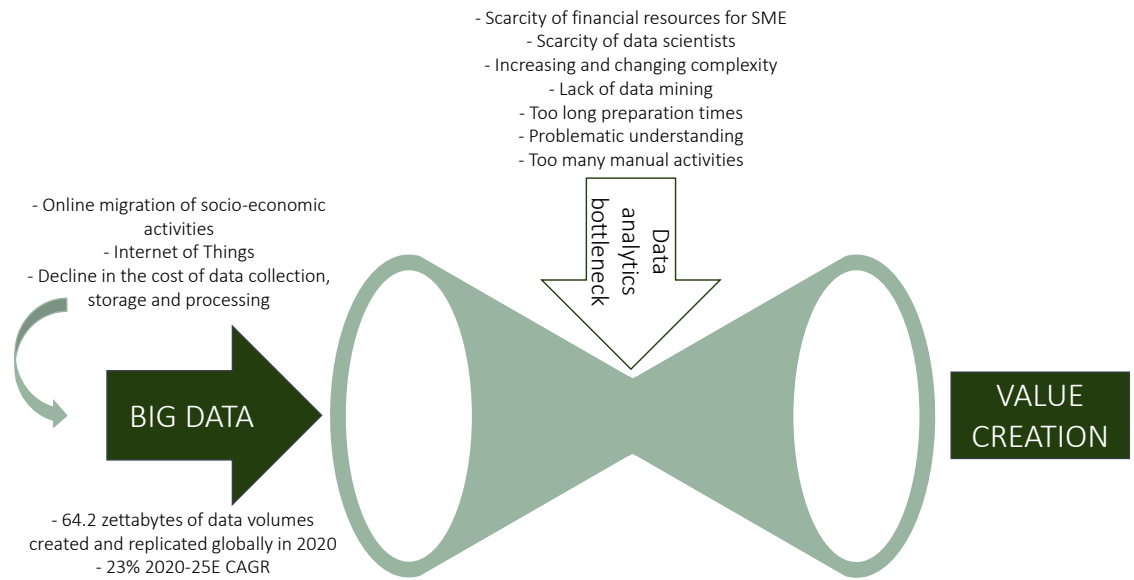 - Scarcity of financial resources for SME
- Scarcity of data scientists
- Increasing and changing complexity
- Lack of data mining
- Too long preparation times
- Problematic understanding
- Too many manual activities
Data
analytics
bottleneck
- Online migration of socio-economic
activities
- Internet of Things
- Decline in the cost of data collection,
storage and processing
BIG DATA
- 64.2 zettabytes of data volumes
created and replicated globally in 2020
- 23% 2020-25E CAGR
VALUE
CREATION